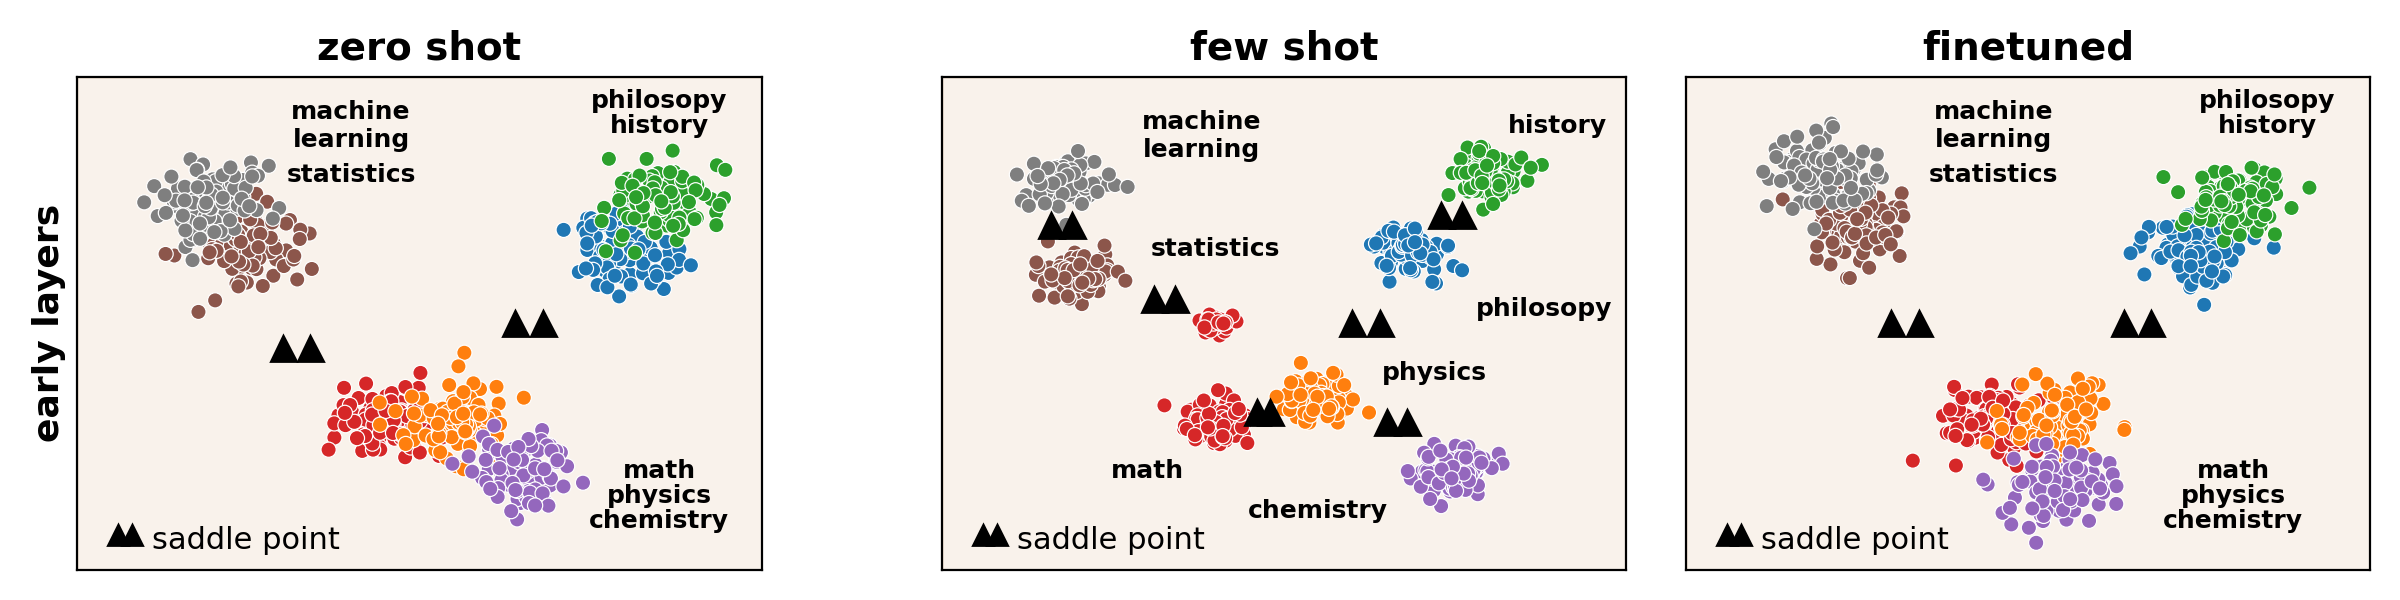 zero shot
few shot
finetuned
early layers
machine
learning
statistics
philosopy
history
math
physics
chemistry
saddle point
machine
learning
history
statistics
philosopy
physics
math
chemistry
saddle point
machine
learning
statistics
philosopy
history
math
physics
chemistry
saddle point